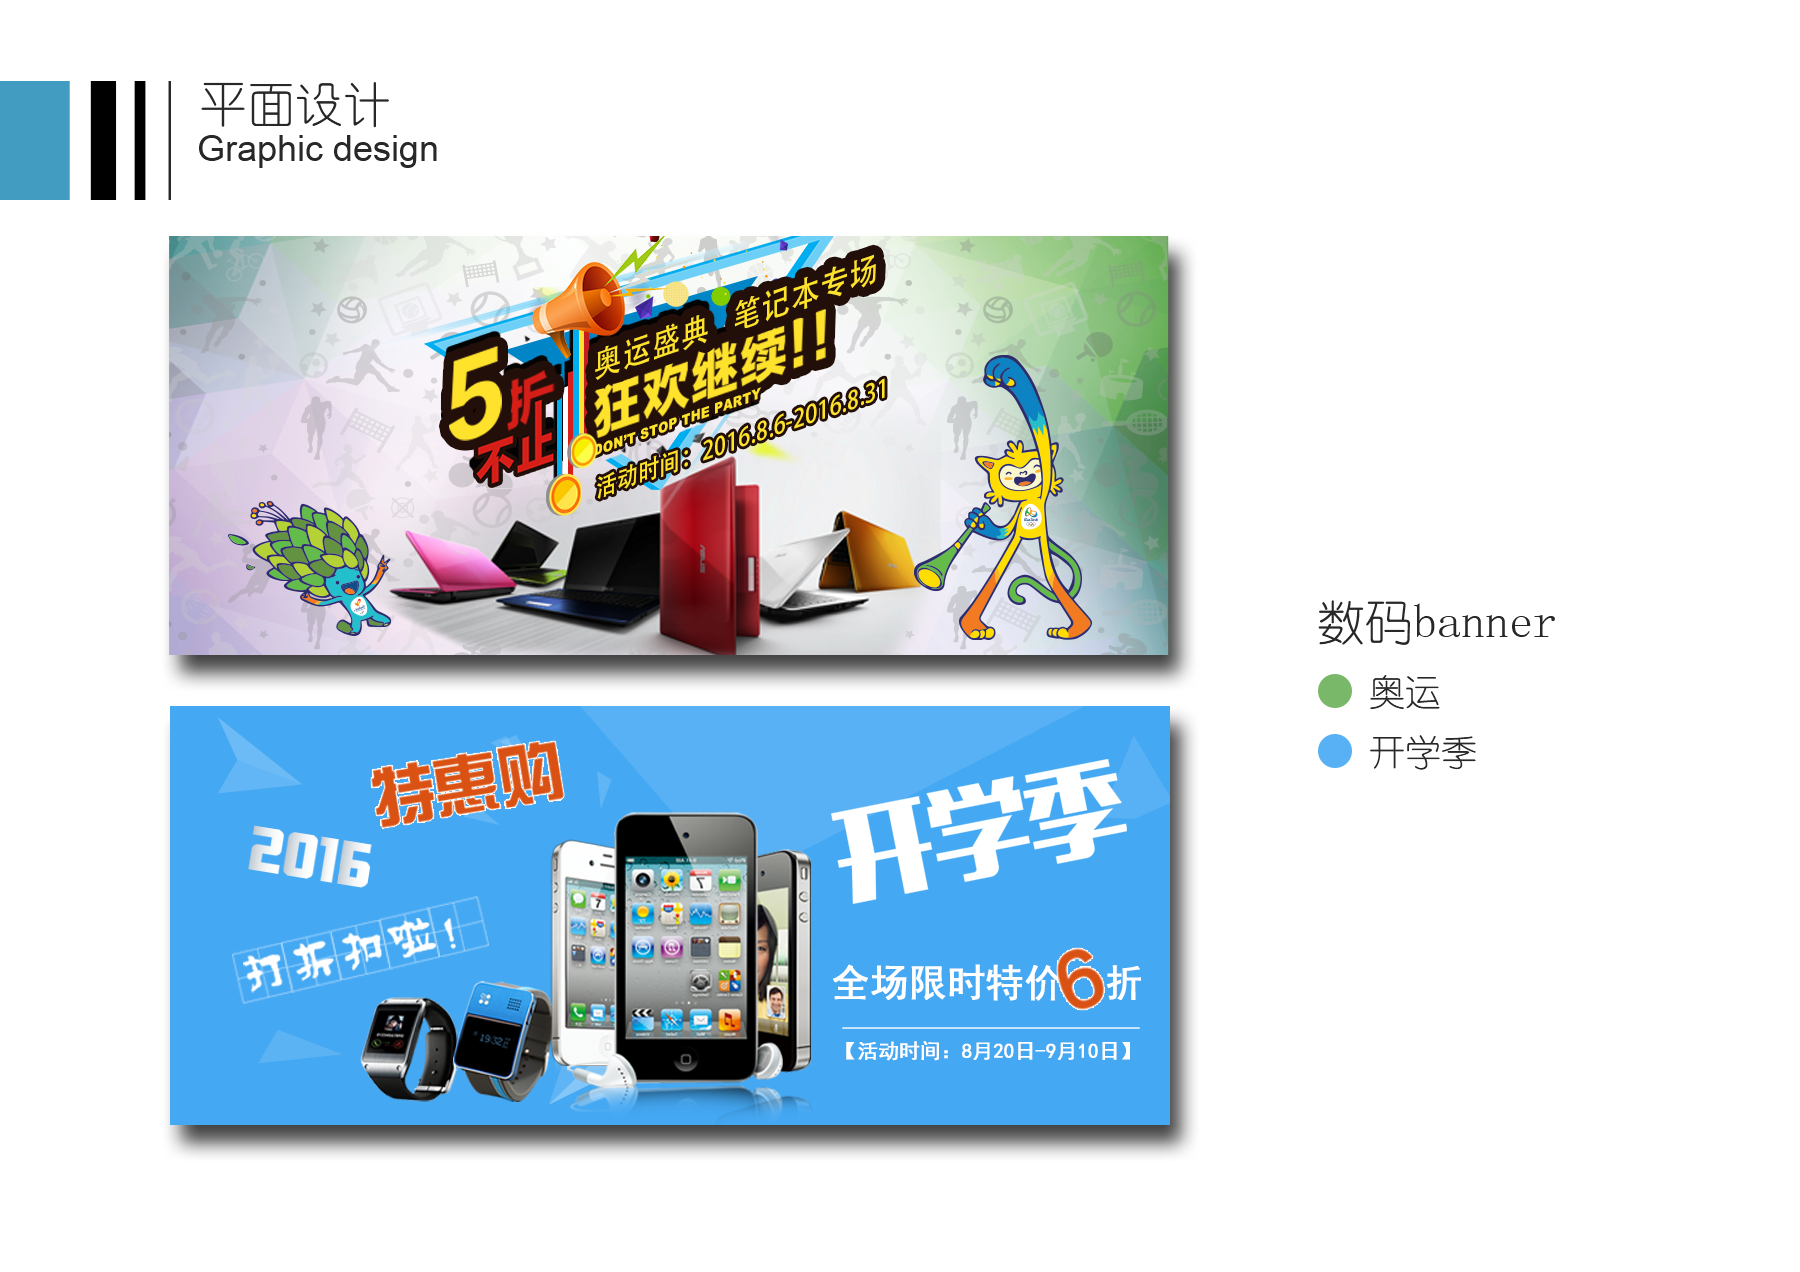 平面设计
Graphic design
奥运盛典 笔记本专场
5折
不止
狂欢继续!!
DON'T STOP THE PARTY
活动时间：2016.8.6-2016.8.31
ASUS
数码banner
奥运
开学季
特惠购
2016
打折扣啦!
开学季
全场限时特价6折
【活动时间：8月20日-9月10日】
19:32